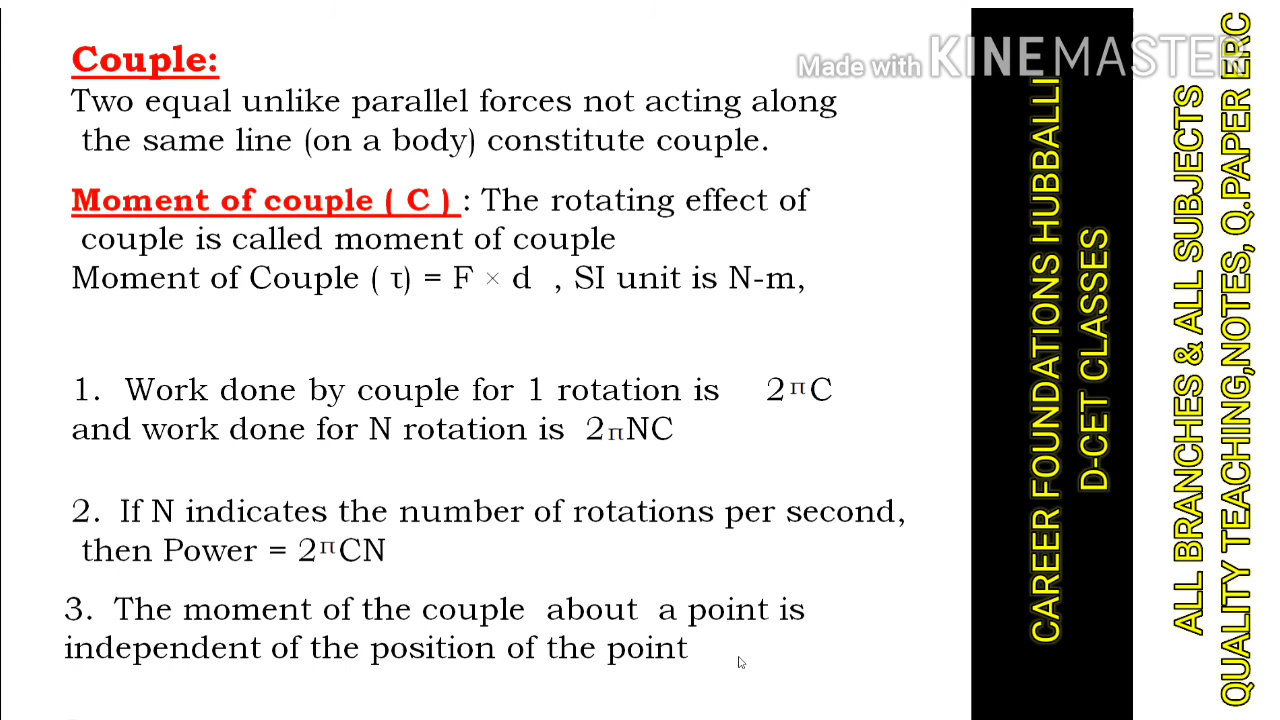 Couple:
Two equal unlike parallel forces not acting along
the same line (on a body) constitute couple.
Moment of couple ( C ) : The rotating effect of
couple is called moment of couple
Moment of Couple ( τ) = F × d , SI unit is N-m,
1. Work done by couple for 1 rotation is 2πC
and work done for N rotation is 2πNC
2. If N indicates the number of rotations per second,
then Power = 2πCN
3. The moment of the couple about a point is
independent of the position of the point
Made with KINEMASTER
CAREER FOUNDATIONS HUBBALLI
D-CET CLASSES
ALL BRANCHES & ALL SUBJECTS
QUALITY TEACHING,NOTES, Q.PAPER ERC